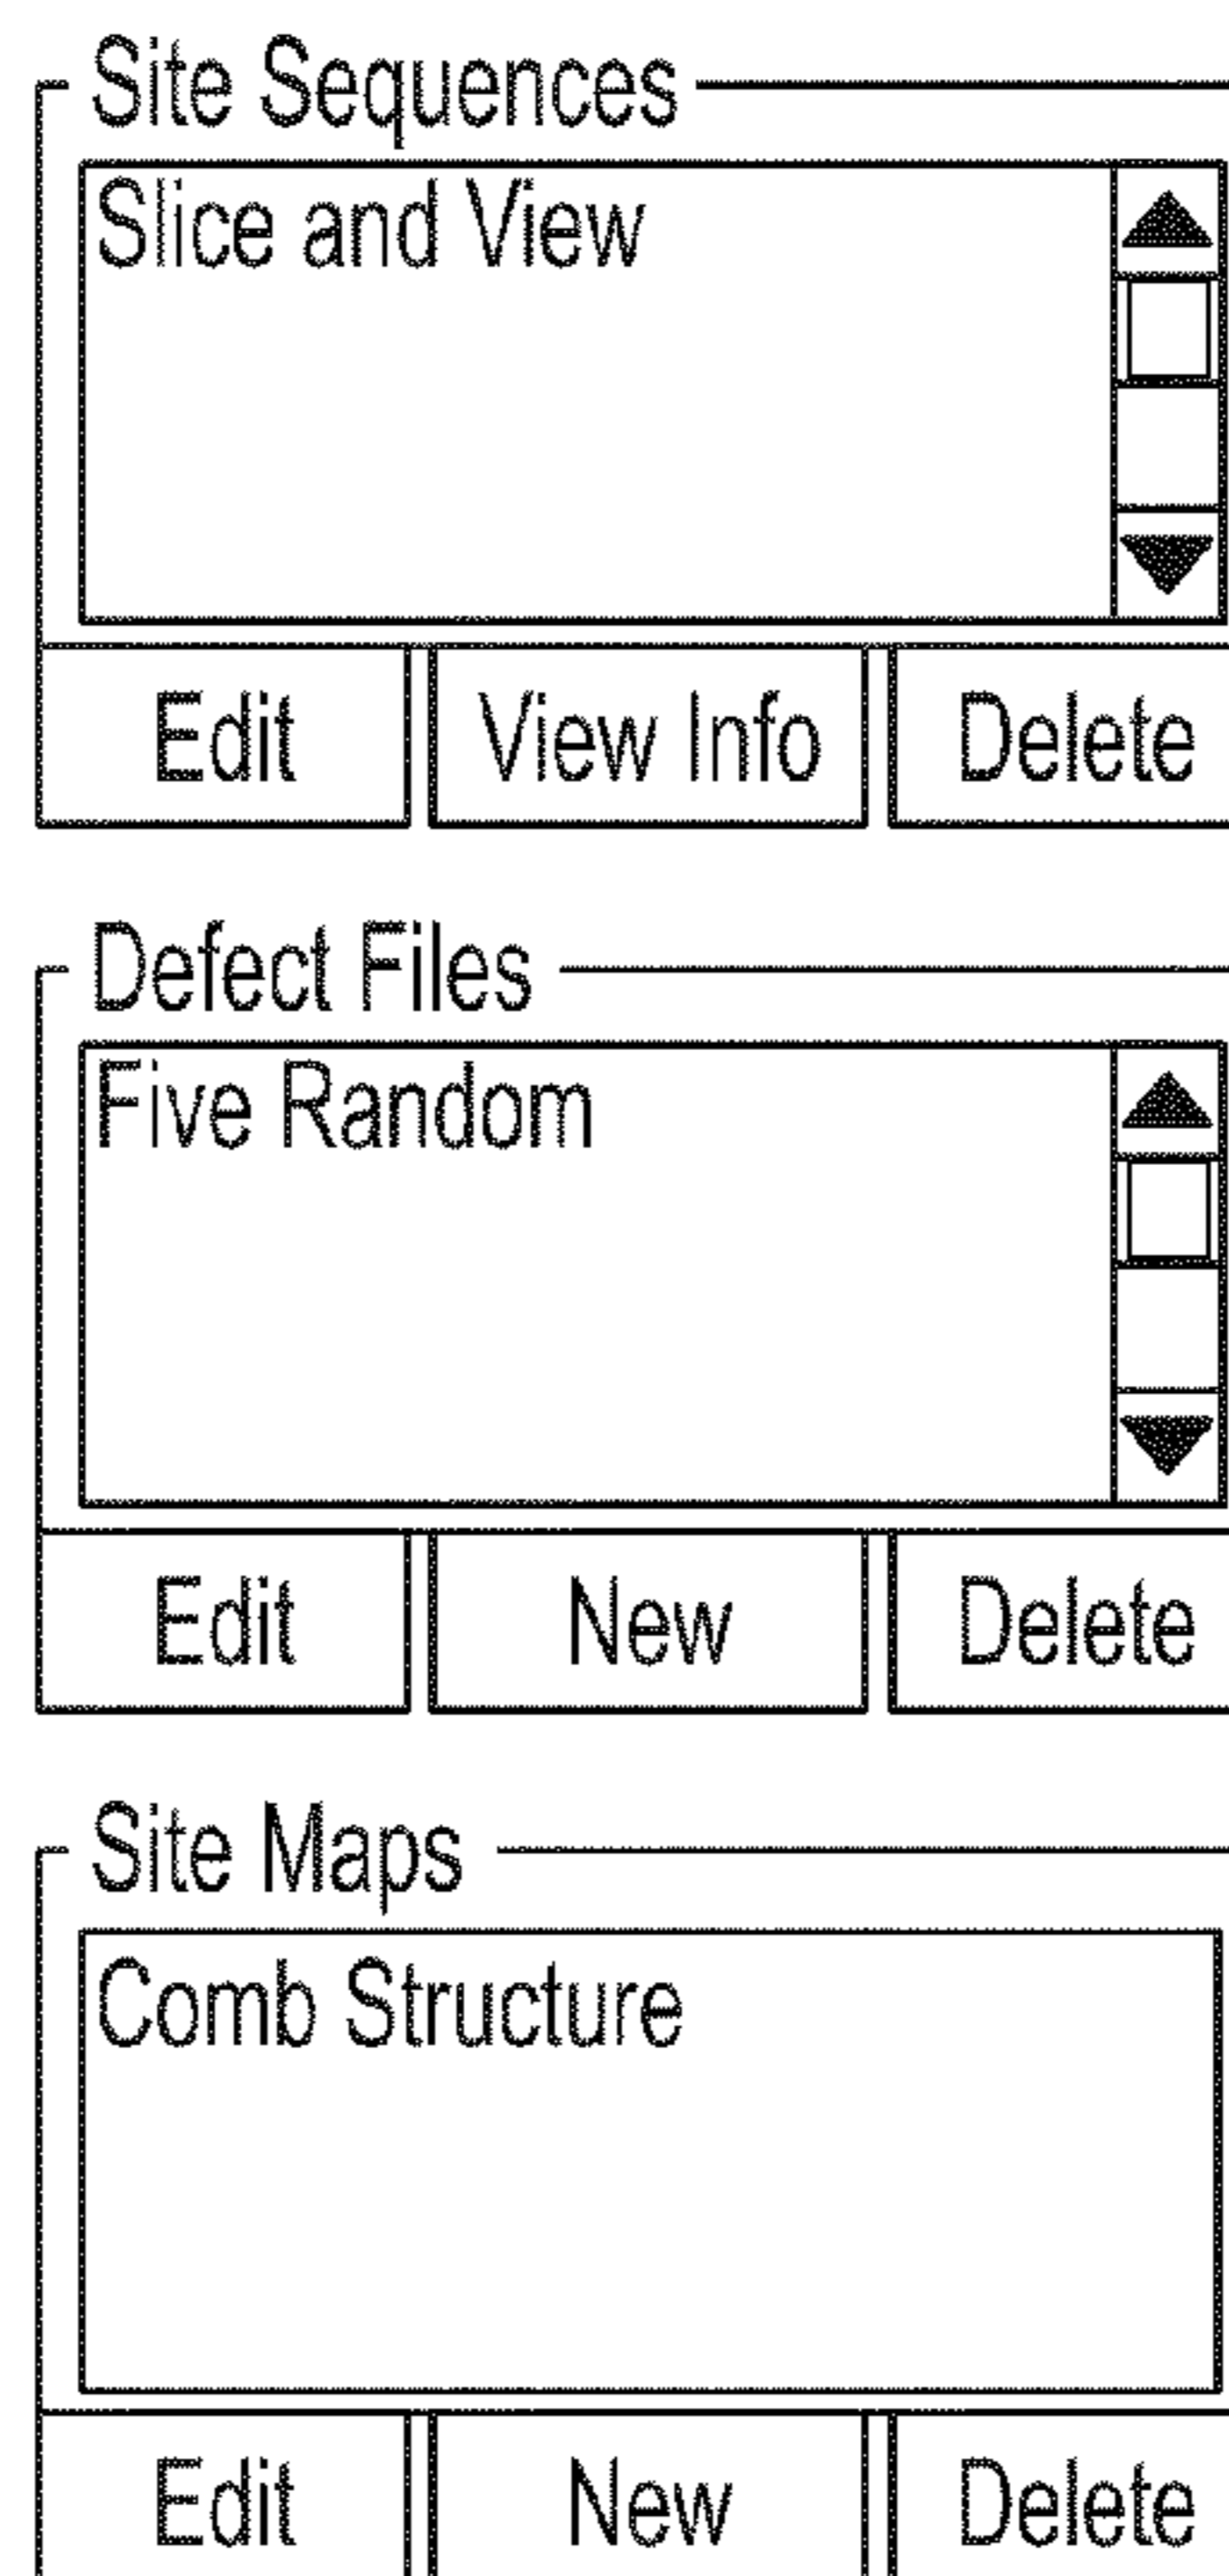 Site Sequences
Slice and View
Edit View Info Delete
Defect Files
Five Random
Edit New Delete
Site Maps
Comb Structure
Edit New Delete